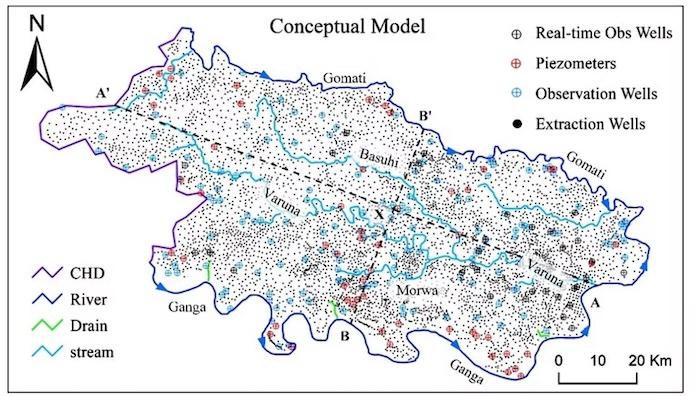 Conceptual Model
N
Real-time Obs Wells
Piezometers
Observation Wells
Extraction Wells
Gomati
A'
B'
Basuhi
Gomati
Varuna
X
Varuna
CHD
River
Drain
stream
Ganga
Morwa
A
B
Ganga
0 10 20 Km